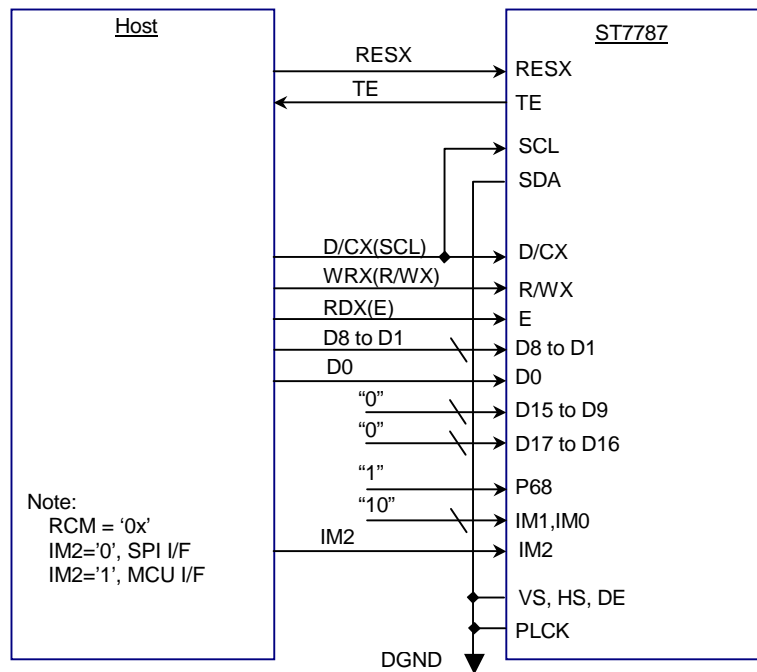 Host
ST7787
RESX
RESX
TE
TE
SCL
SDA
D/CX(SCL)
D/CX
WRX(R/WX)
R/WX
RDX(E)
E
D8 to D1
D8 to D1
D0
D0
“0”
D15 to D9
“0”
D17 to D16
“1”
P68
“10”
IM1,IM0
IM2
IM2
Note:
RCM = ‘0x’
IM2=’0’, SPI I/F
IM2=’1’, MCU I/F
VS, HS, DE
PLCK
DGND